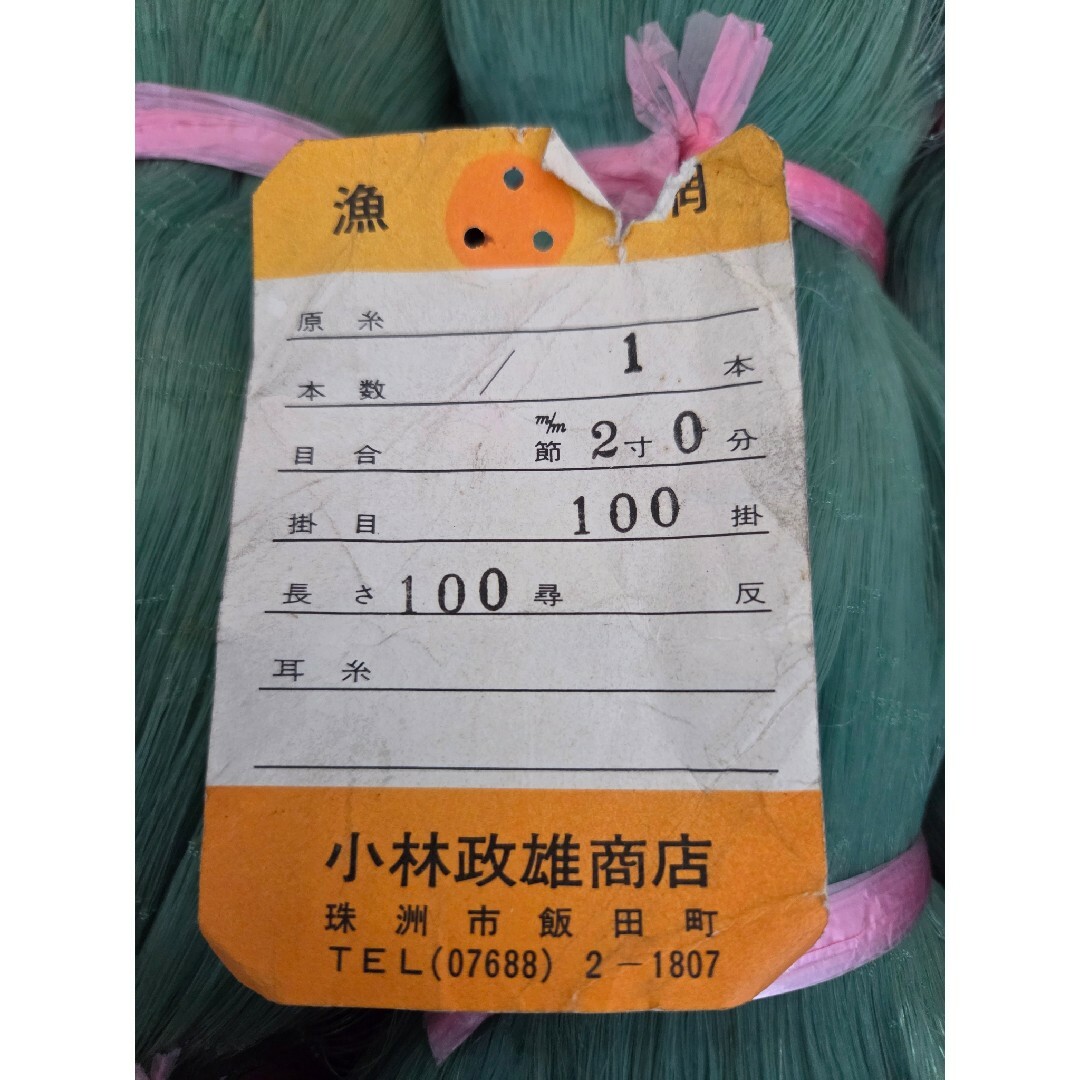 漁 網
原 糸
本 数 / 1 本
目 合 m/m 節 2 寸 0 分
掛 目 100 掛
長 さ 100 尋 反
耳 糸
小林政雄商店
珠洲市飯田町
TEL(07688) 2-1807